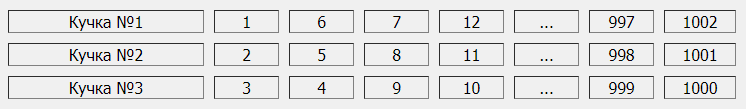 Кучка №1 1 6 7 12 ... 997 1002
Кучка №2 2 5 8 11 ... 998 1001
Кучка №3 3 4 9 10 ... 999 1000